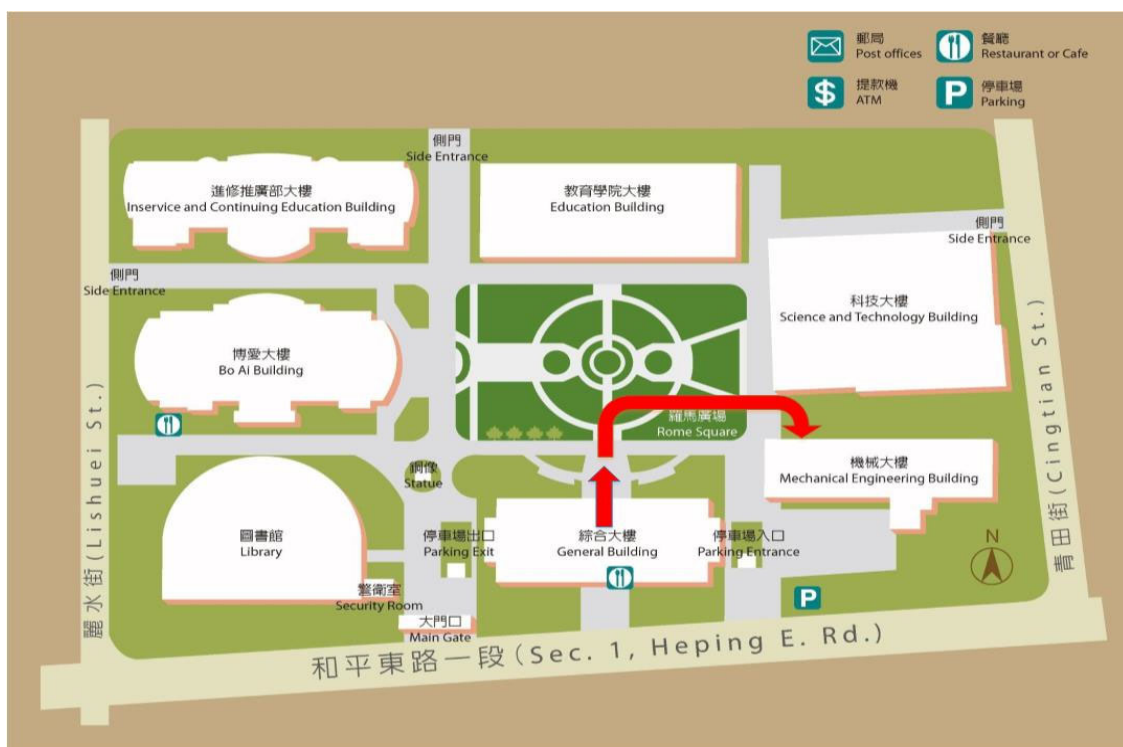 郵局
Post offices
餐廳
Restaurant or Cafe
提款機
ATM
停車場
P
Parking
側門
Side Entrance
進修推廣部大樓
Inservice and Continuing Education Building
教育學院大樓
Education Building
側門
Side Entrance
側門
Side Entrance
科技大樓
Science and Technology Building
博愛大樓
Bo Ai Building
羅馬廣場
Rome Square
機械大樓
Mechanical Engineering Building
銅像
Statue
圖書館
Library
停車場出口
Parking Exit
綜合大樓
General Building
停車場入口
Parking Entrance
警衛室
Security Room
大門口
Main Gate
P
N
麗水街(Lishuei St.)
青田街(Cingtian St.)
和平東路一段(Sec. 1, Heping E. Rd.)